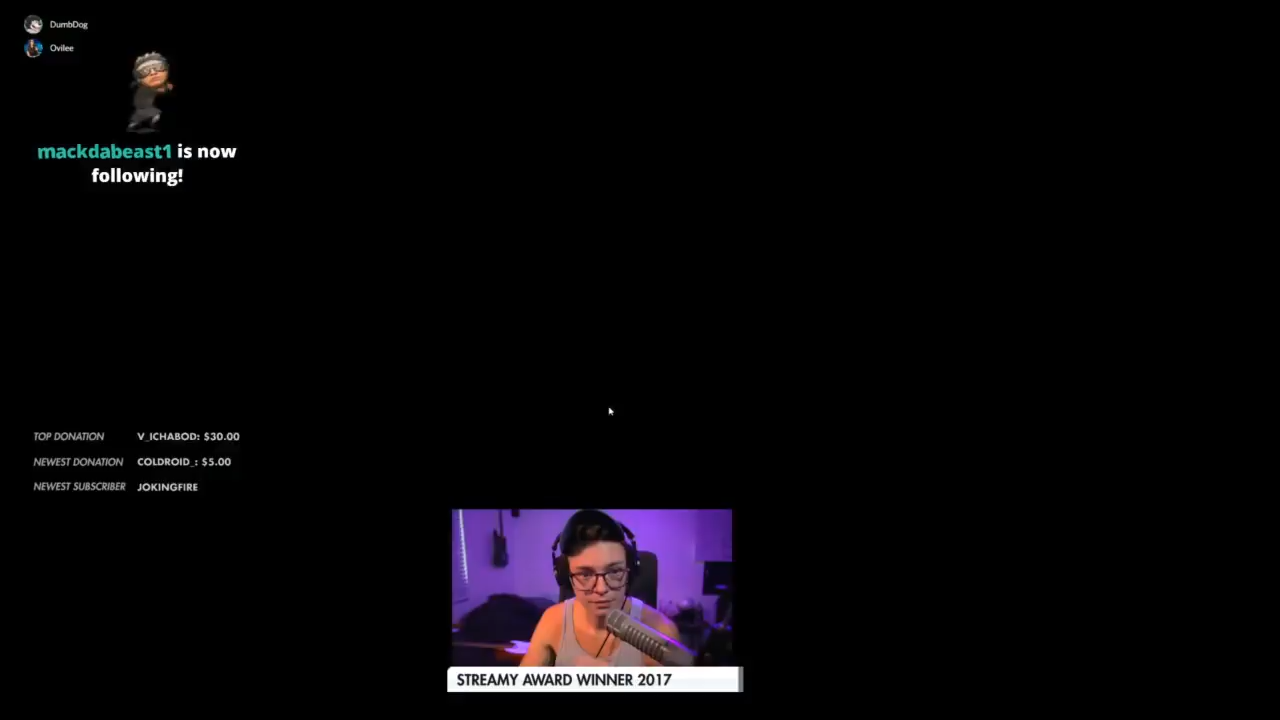 DumbDog
Ovilee
mackdabeast1 is now
following!
TOP DONATION V_ICHABOD: $30.00
NEWEST DONATION COLDROID_: $5.00
NEWEST SUBSCRIBER JOKINGFIRE
STREAMY AWARD WINNER 2017